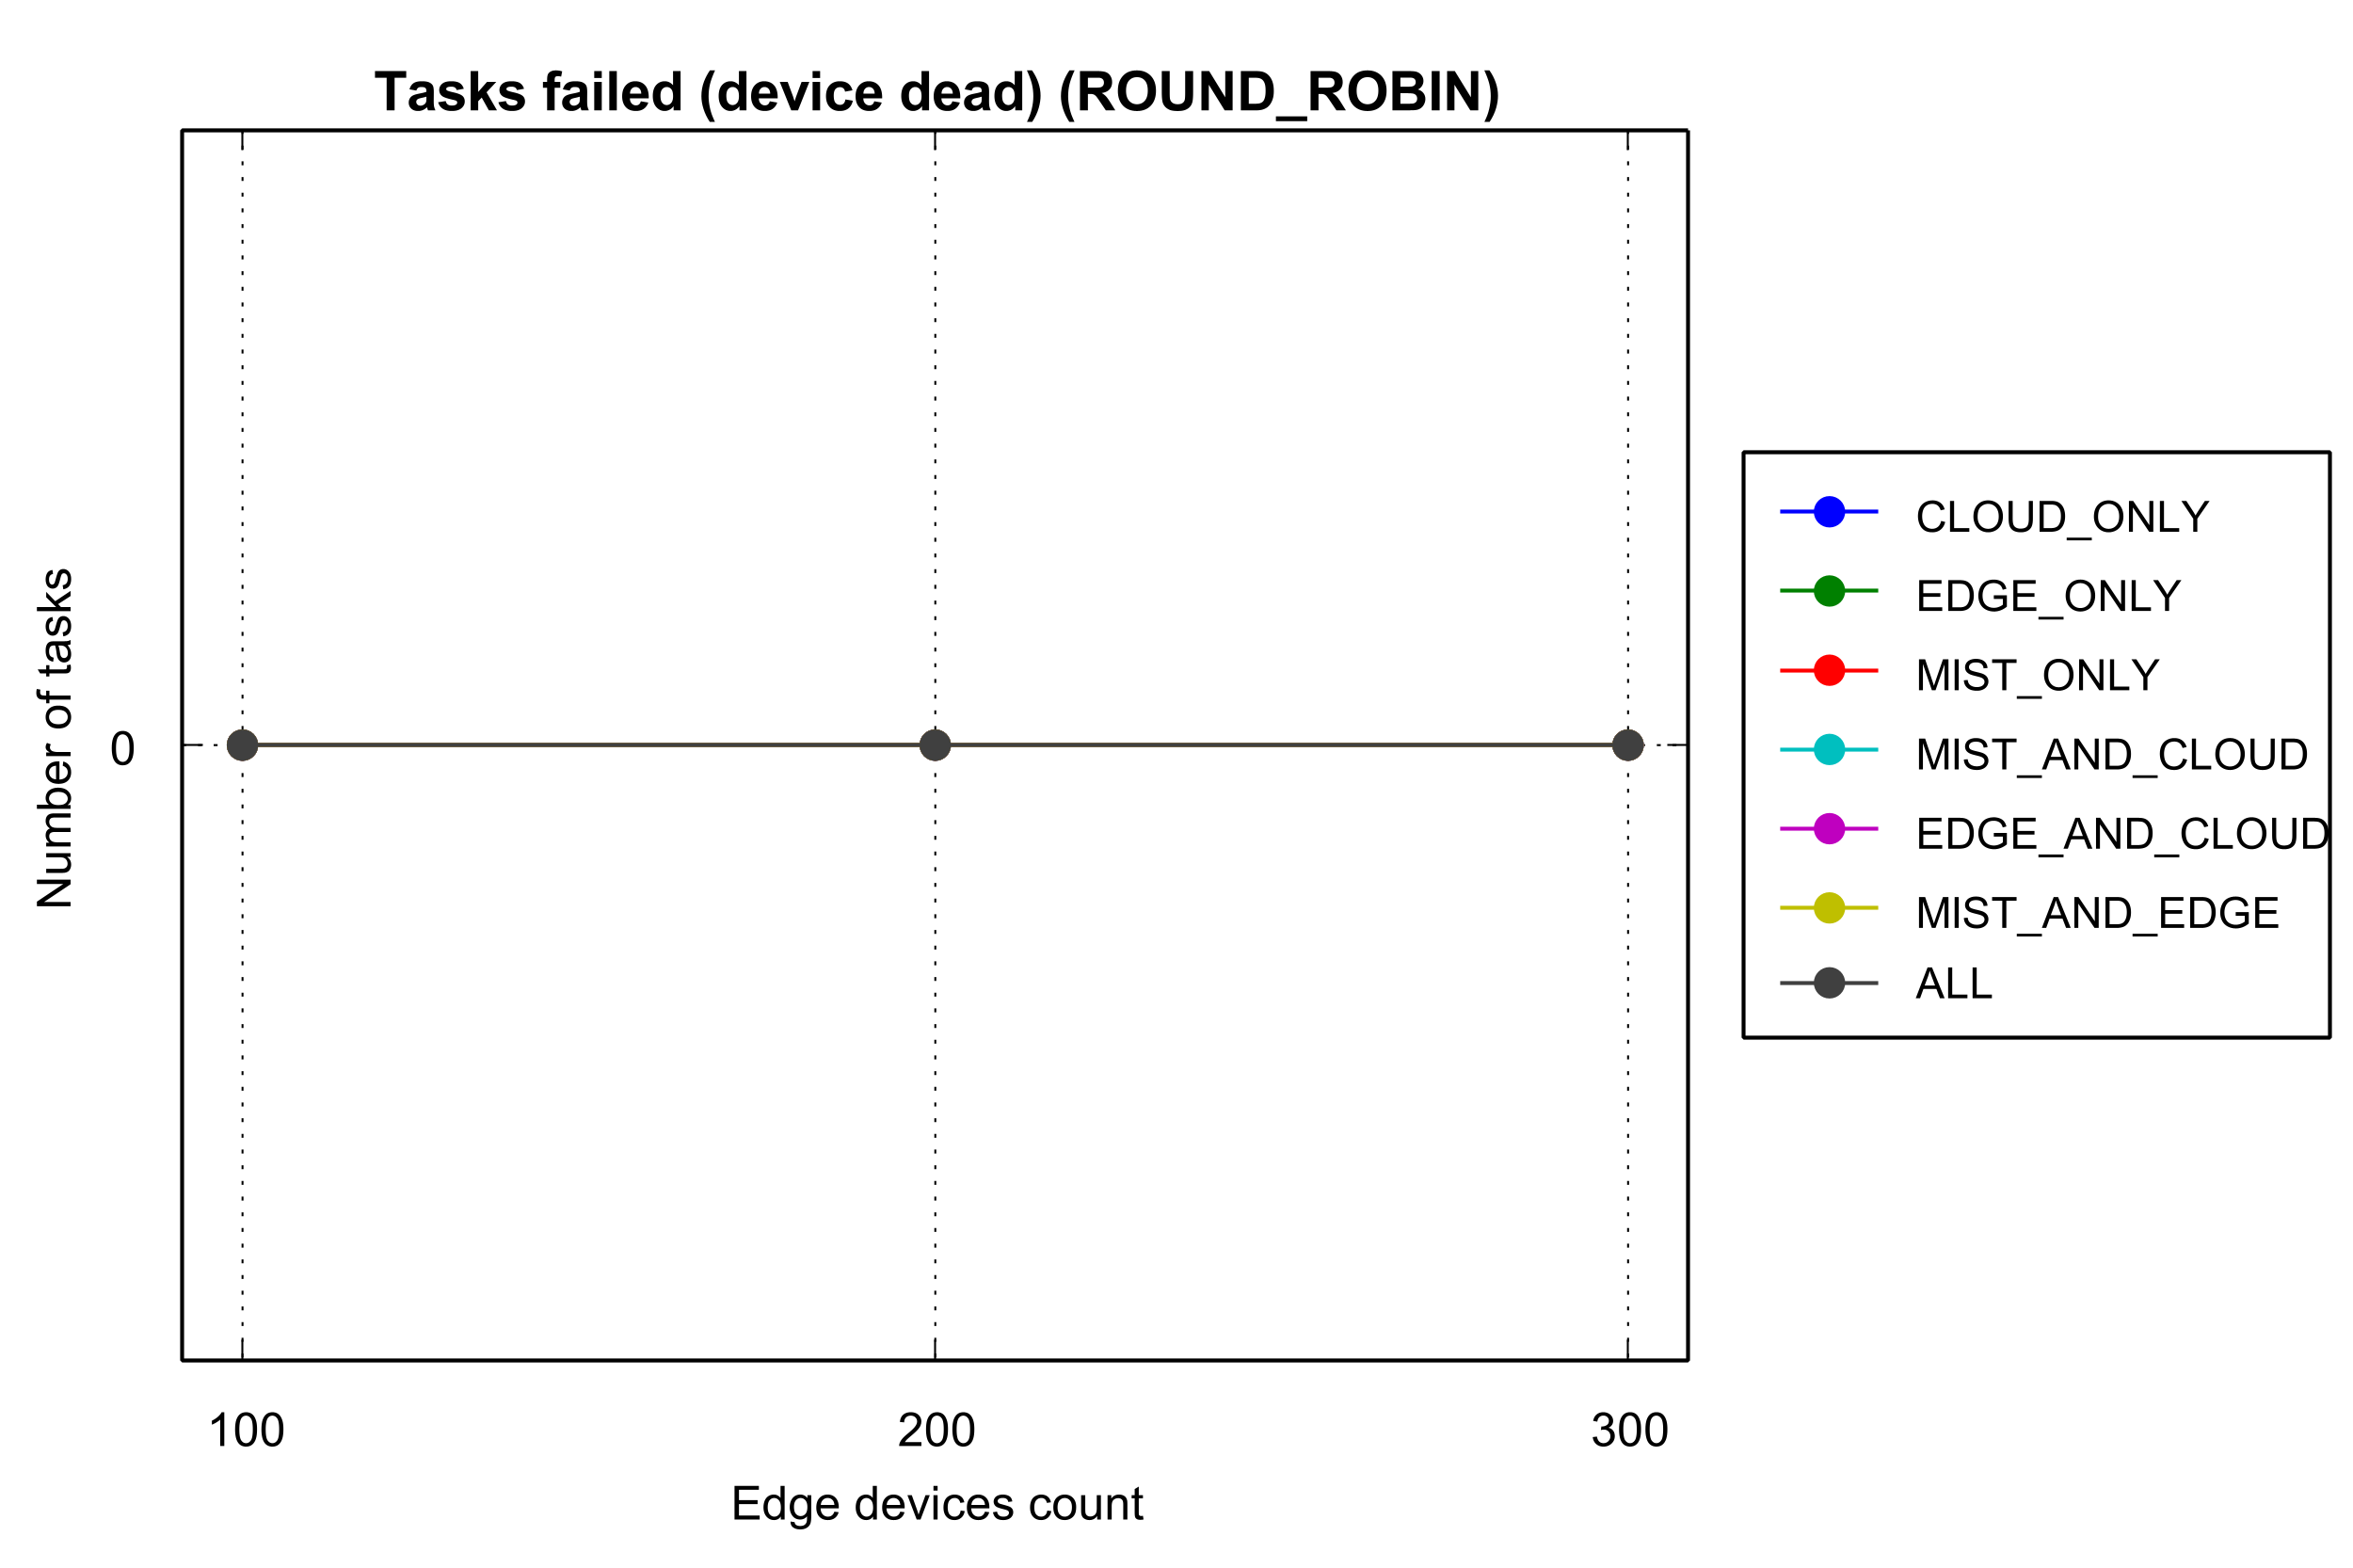 Tasks failed (device dead) (ROUND_ROBIN)
Number of tasks
0
100
200
300
Edge devices count
CLOUD_ONLY
EDGE_ONLY
MIST_ONLY
MIST_AND_CLOUD
EDGE_AND_CLOUD
MIST_AND_EDGE
ALL